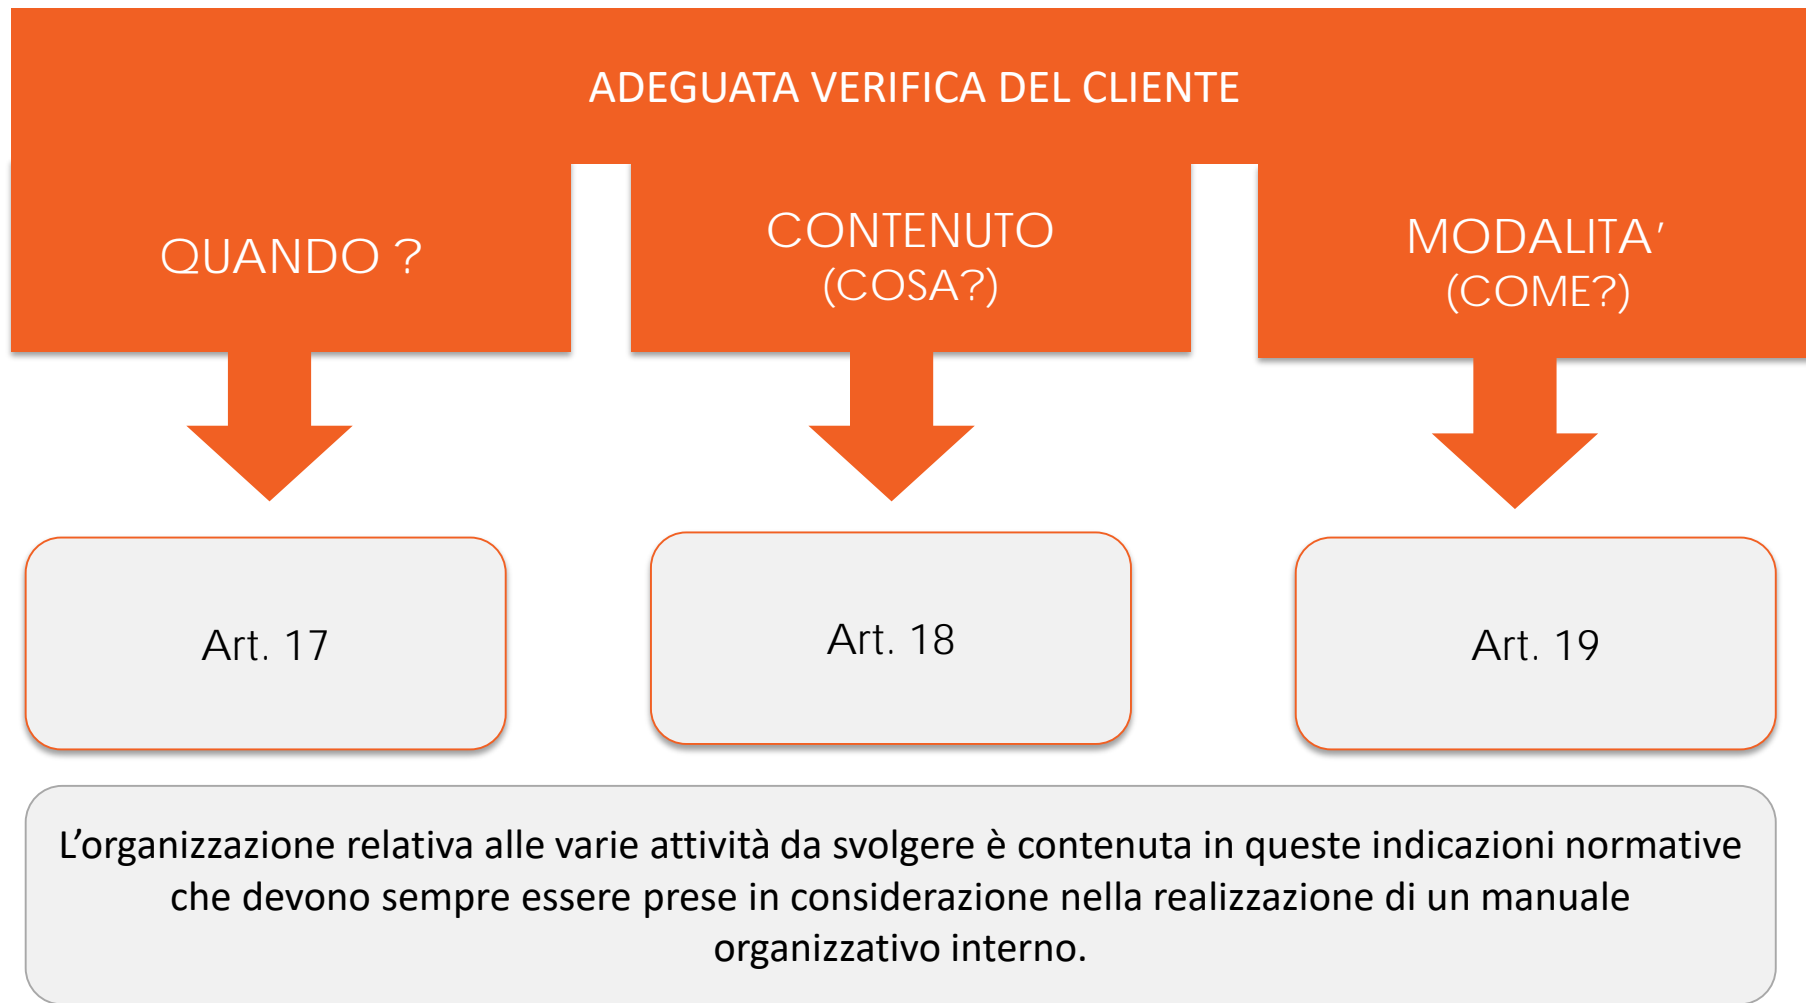 ADEGUATA VERIFICA DEL CLIENTE
QUANDO ?
CONTENUTO
(COSA?)
MODALITA’
(COME?)
Art. 17
Art. 18
Art. 19
L’organizzazione relativa alle varie attività da svolgere è contenuta in queste indicazioni normative
che devono sempre essere prese in considerazione nella realizzazione di un manuale
organizzativo interno.